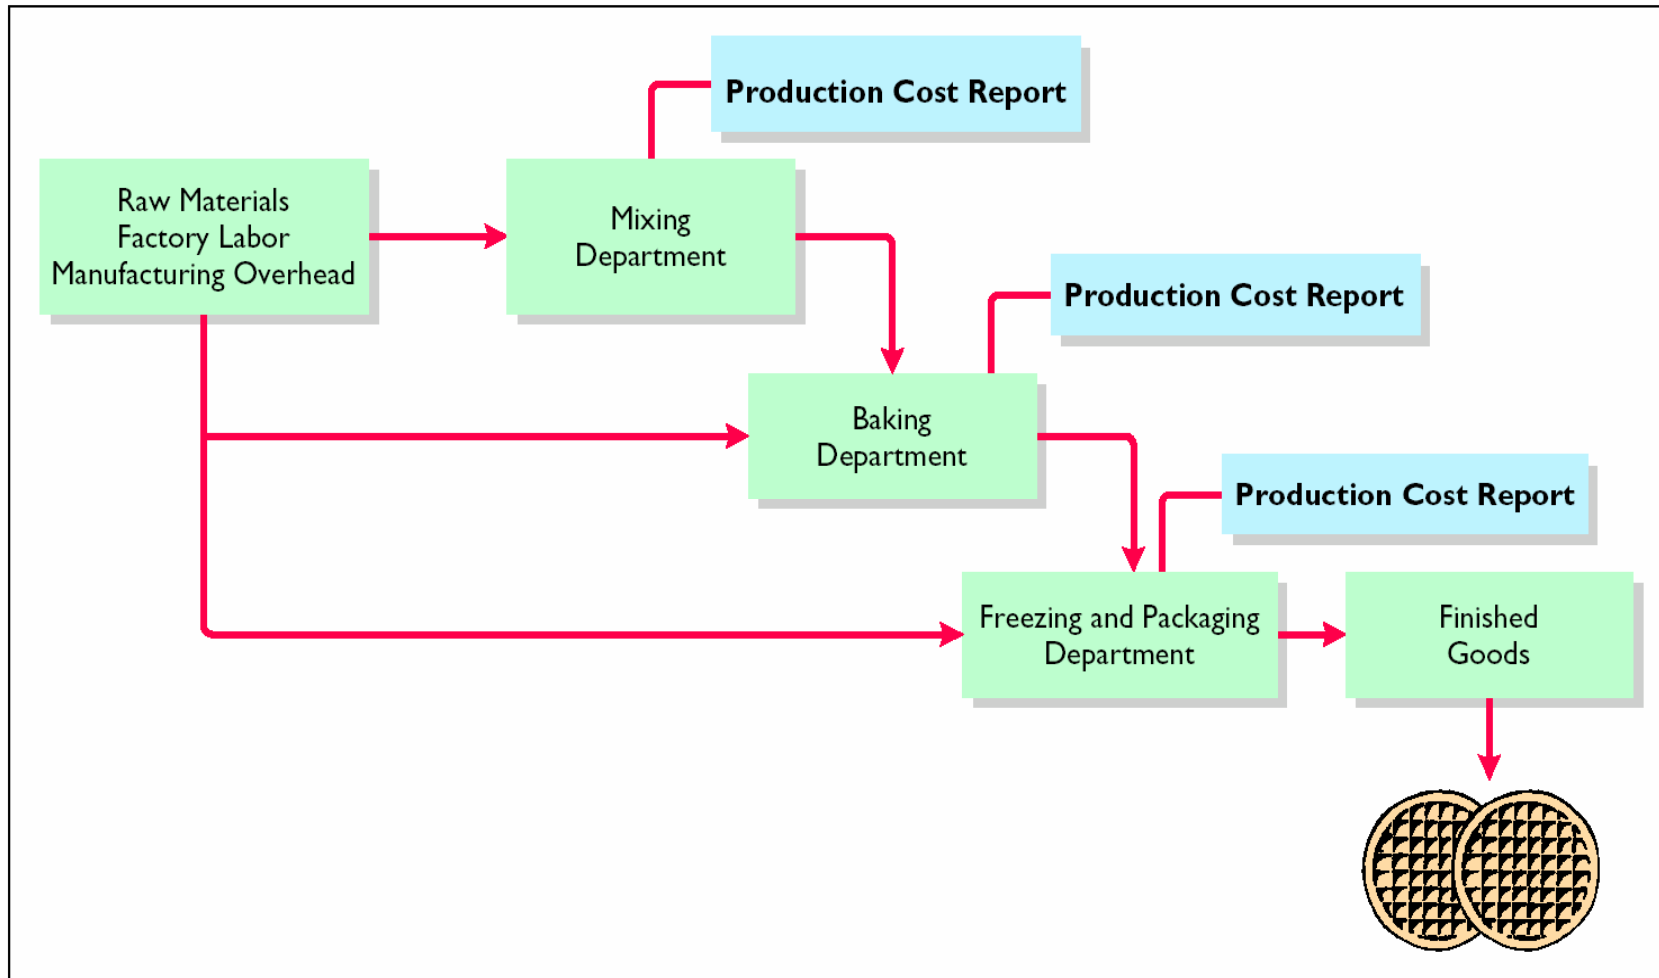 Production Cost Report
Raw Materials
Factory Labor
Manufacturing Overhead
Mixing
Department
Production Cost Report
Baking
Department
Production Cost Report
Freezing and Packaging
Department
Finished
Goods